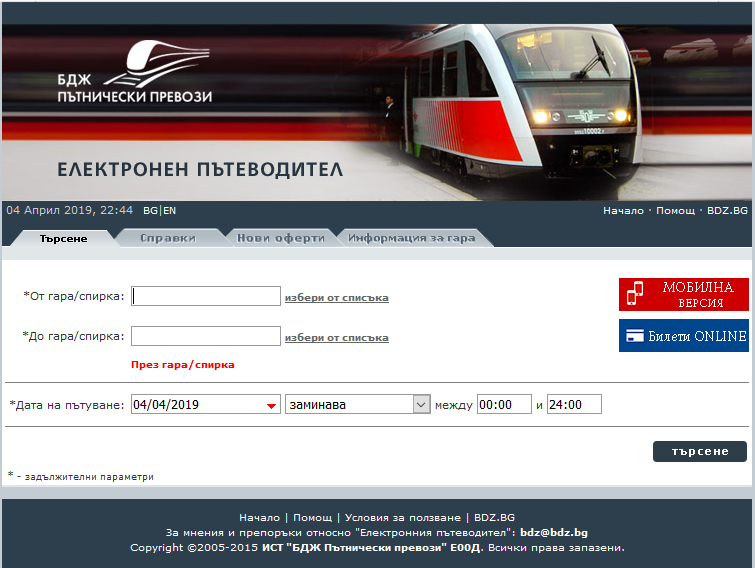 БДЖ
ПЪТНИЧЕСКИ ПРЕВОЗИ
ЕЛЕКТРОНЕН ПЪТЕВОДИТЕЛ
04 Април 2019, 22:44 BG|EN
Начало · Помощ · BDZ.BG
Търсене Справки Нови оферти Информация за гара
*От гара/спирка: избери от списъка
МОБИЛНА ВЕРСИЯ
*До гара/спирка: избери от списъка
Билети ONLINE
През гара/спирка
*Дата на пътуване: 04/04/2019 заминава между 00:00 и 24:00
търсене
* - задължителни параметри
Начало | Помощ | Условия за ползване | BDZ.BG
За мнения и препоръки относно "Електронния пътеводител": bdz@bdz.bg
Copyright ©2005-2015 ИСТ "БДЖ Пътнически превози" ЕООД. Всички права запазени.